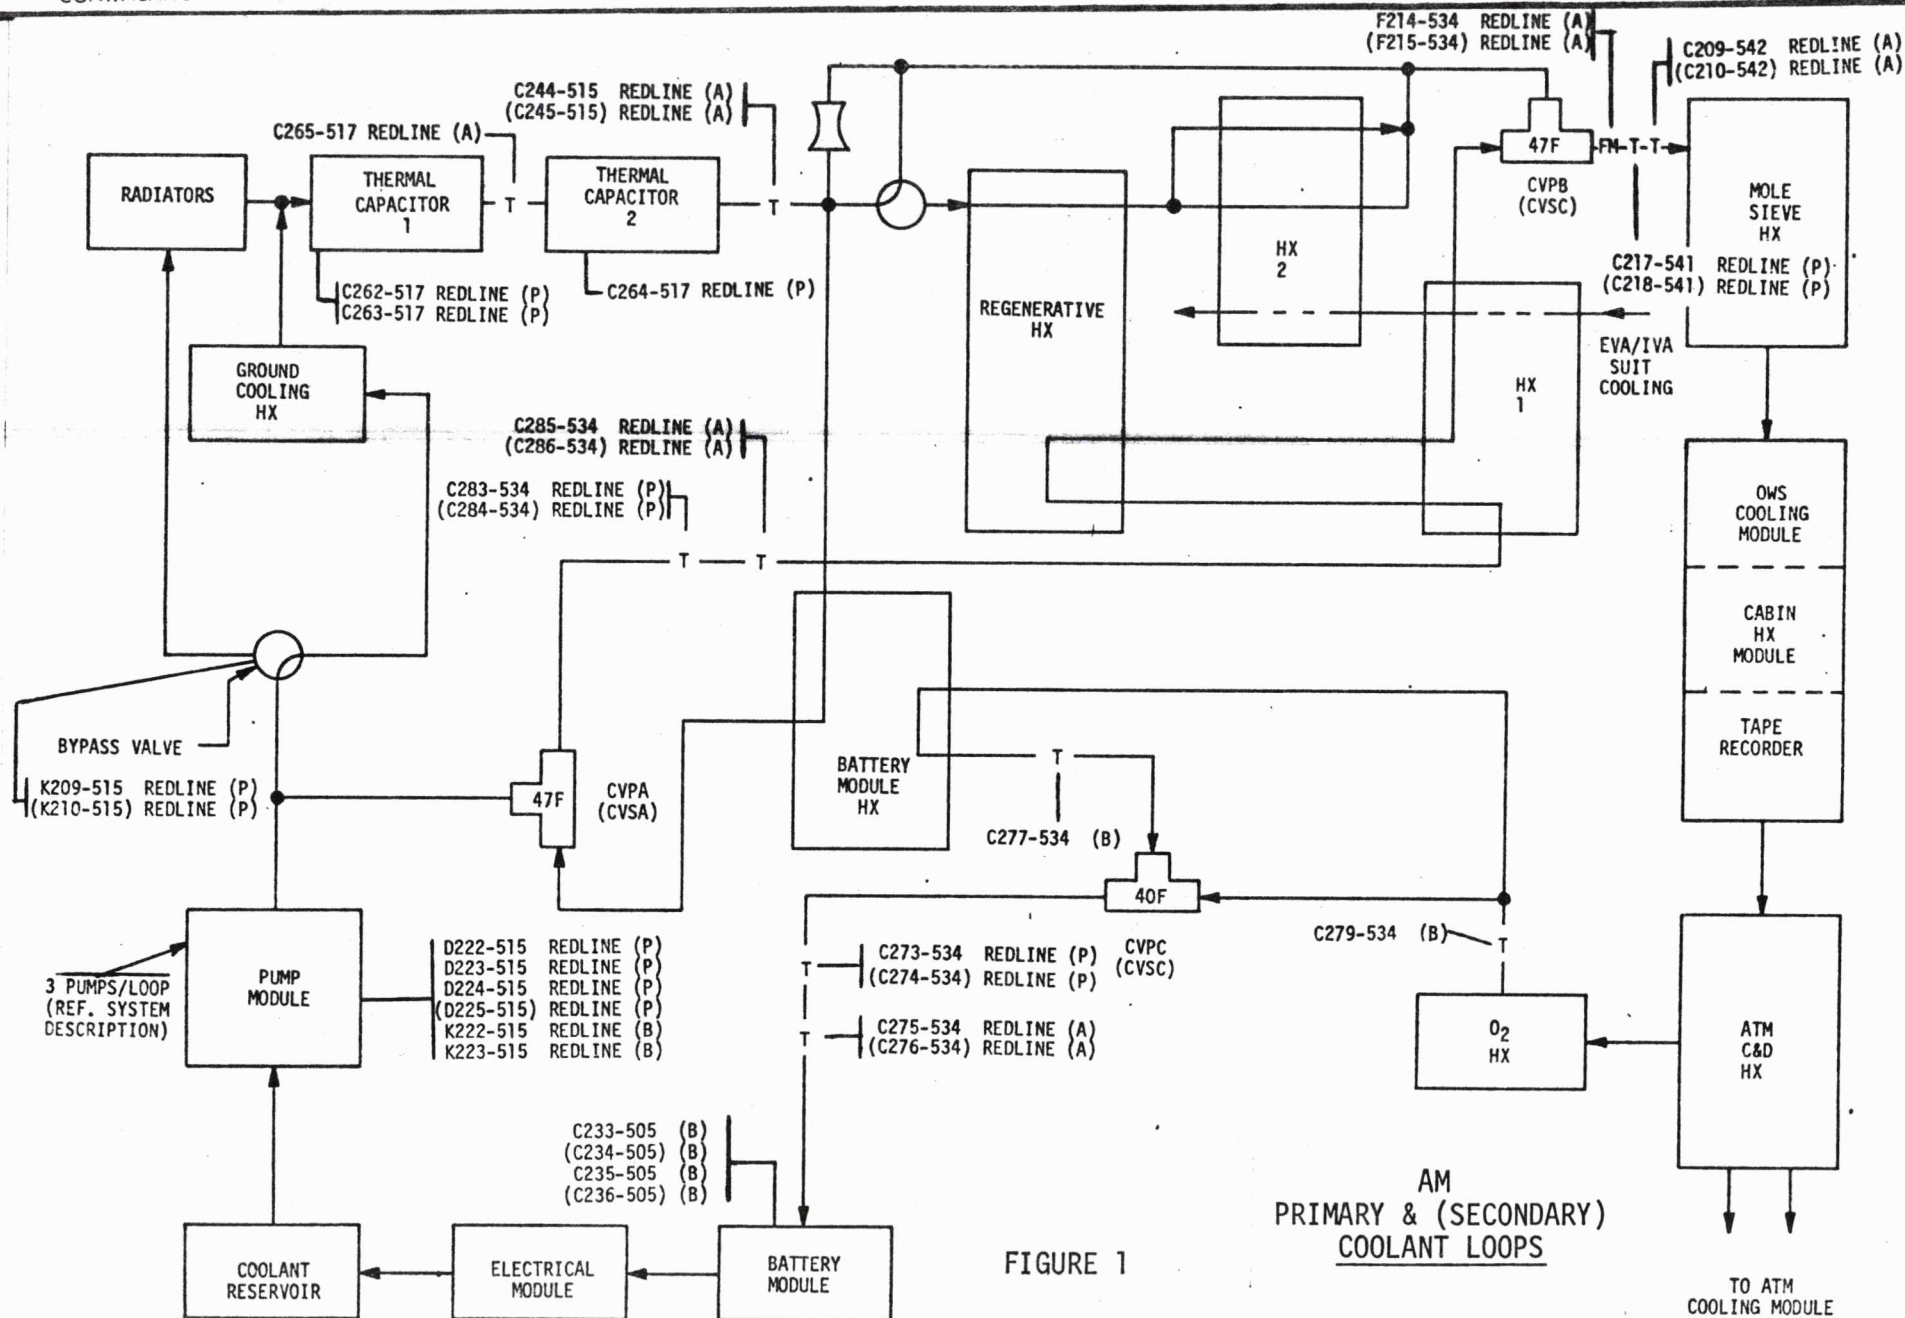 F214-534 REDLINE (A)
(F215-534) REDLINE (A)
C209-542 REDLINE (A)
(C210-542) REDLINE (A)
C244-515 REDLINE (A)
(C245-515) REDLINE (A)
C265-517 REDLINE (A)
RADIATORS
THERMAL
CAPACITOR
1
T
THERMAL
CAPACITOR
2
T
47F
FM-T-T
CVPB
(CVSC)
MOLE
SIEVE
HX
HX
2
C217-541 REDLINE (P)
(C218-541) REDLINE (P)
C262-517 REDLINE (P)
C263-517 REDLINE (P)
C264-517 REDLINE (P)
REGENERATIVE
HX
EVA/IVA
SUIT
COOLING
HX
1
GROUND
COOLING
HX
C285-534 REDLINE (A)
(C286-534) REDLINE (A)
C283-534 REDLINE (P)
(C284-534) REDLINE (P)
T
T
OWS
COOLING
MODULE
CABIN
HX
MODULE
TAPE
RECORDER
BYPASS VALVE
K209-515 REDLINE (P)
(K210-515) REDLINE (P)
47F
CVPA
(CVSA)
BATTERY
MODULE
HX
T
C277-534 (B)
40F
CVPC
(CVSC)
C279-534 (B)
T
PUMP
MODULE
3 PUMPS/LOOP
(REF. SYSTEM
DESCRIPTION)
D222-515 REDLINE (P)
D223-515 REDLINE (P)
D224-515 REDLINE (P)
(D225-515) REDLINE (P)
K222-515 REDLINE (B)
K223-515 REDLINE (B)
T
C273-534 REDLINE (P)
(C274-534) REDLINE (P)
T
C275-534 REDLINE (A)
(C276-534) REDLINE (A)
O2
HX
ATM
C&D
HX
C233-505 (B)
(C234-505) (B)
C235-505 (B)
(C236-505) (B)
COOLANT
RESERVOIR
ELECTRICAL
MODULE
BATTERY
MODULE
FIGURE 1
AM
PRIMARY & (SECONDARY)
COOLANT LOOPS
TO ATM
COOLING MODULE